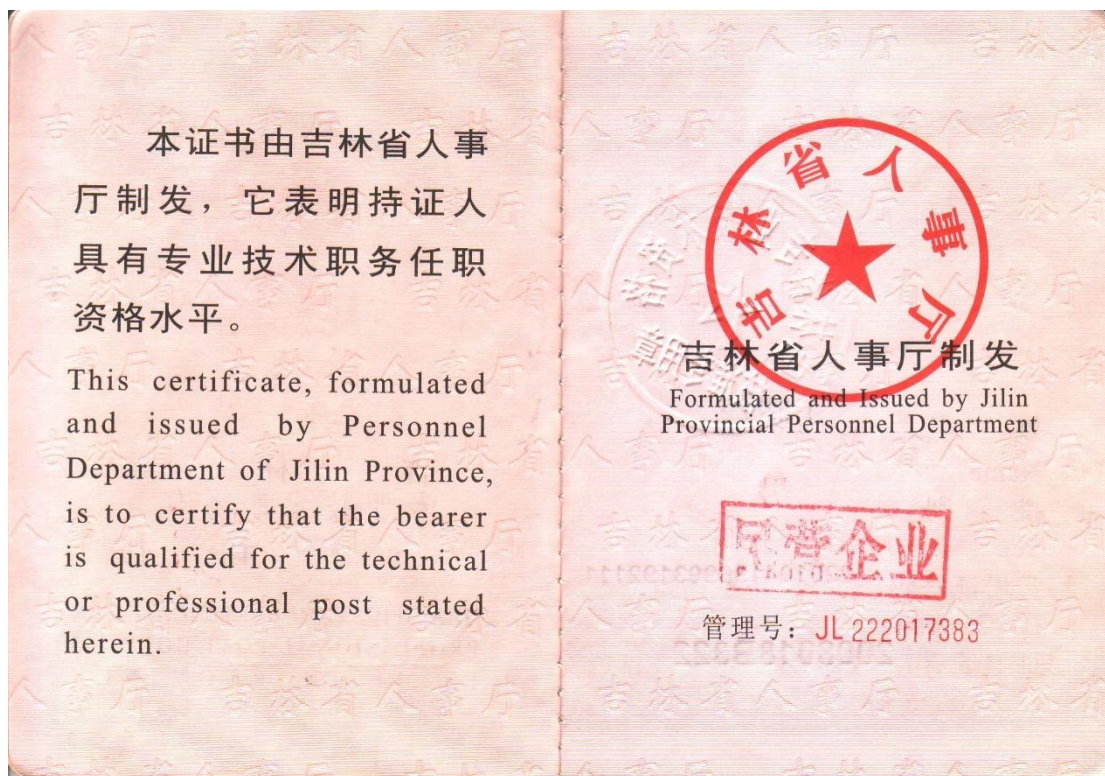 本证书由吉林省人事
厅制发，它表明持证人
具有专业技术职务任职
资格水平。
This certificate, formulated
and issued by Personnel
Department of Jilin Province,
is to certify that the bearer
is qualified for the technical
or professional post stated
herein.
吉林省人事厅
吉林省人事厅制发
Formulated and Issued by Jilin
Provincial Personnel Department
营企业
管理号：JL 222017383